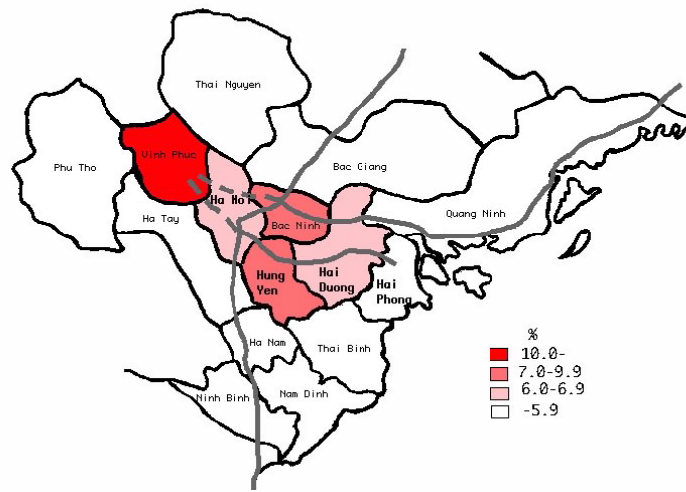 Thai Nguyen
Vinh Phuc
Phu Tho
Bac Giang
Ha Noi
Ha Tay
Bac Ninh
Quang Ninh
Hung
Yen
Hai
Duong
Hai
Phong
Ha Nam
Thai Binh
Ninh Binh
Nam Dinh
%
10.0-
7.0-9.9
6.0-6.9
-5.9